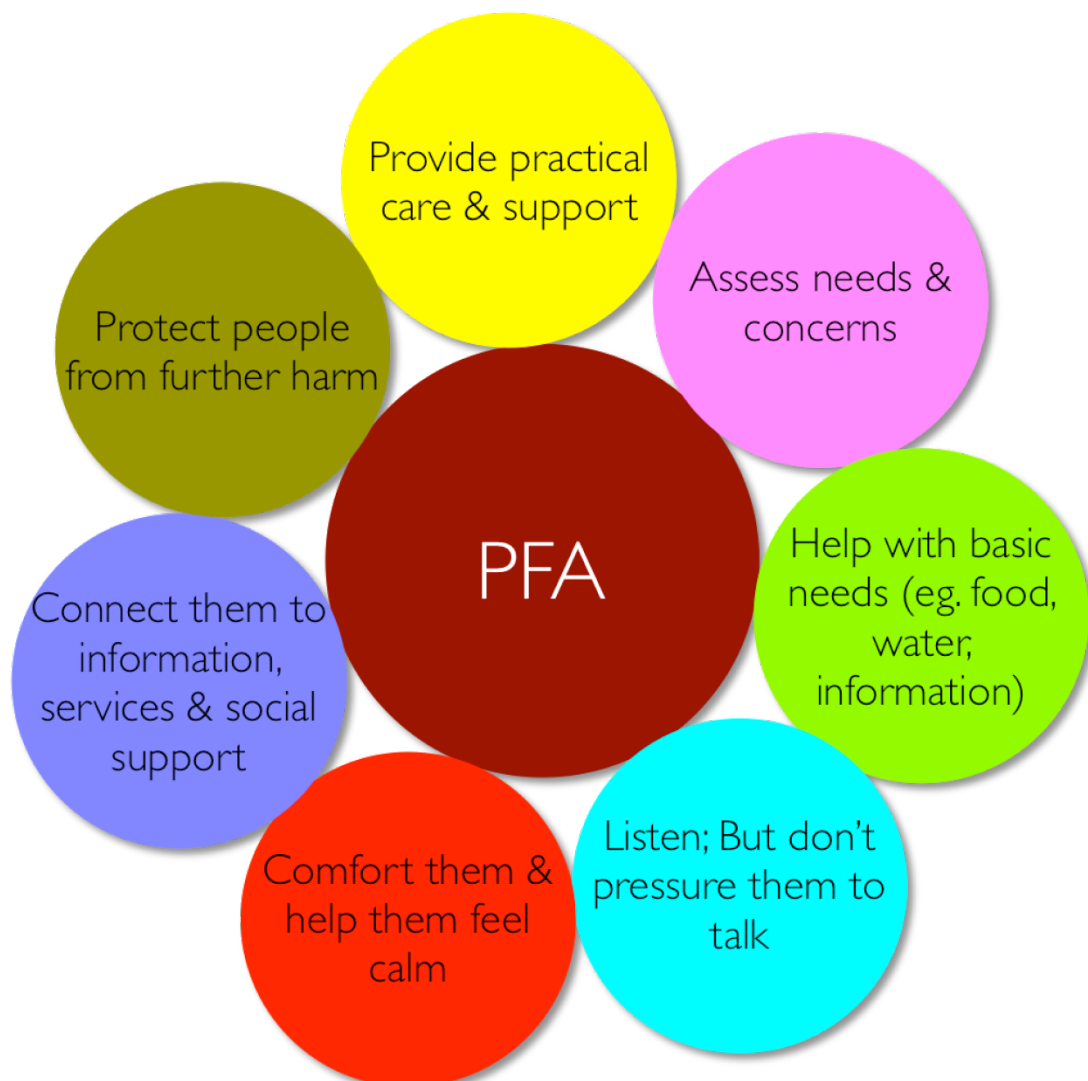 Provide practical
care & support
Assess needs &
concerns
Help with basic
needs (eg. food,
water,
information)
Listen; But don't
pressure them to
talk
Comfort them &
help them feel
calm
Connect them to
information,
services & social
support
Protect people
from further harm
PFA